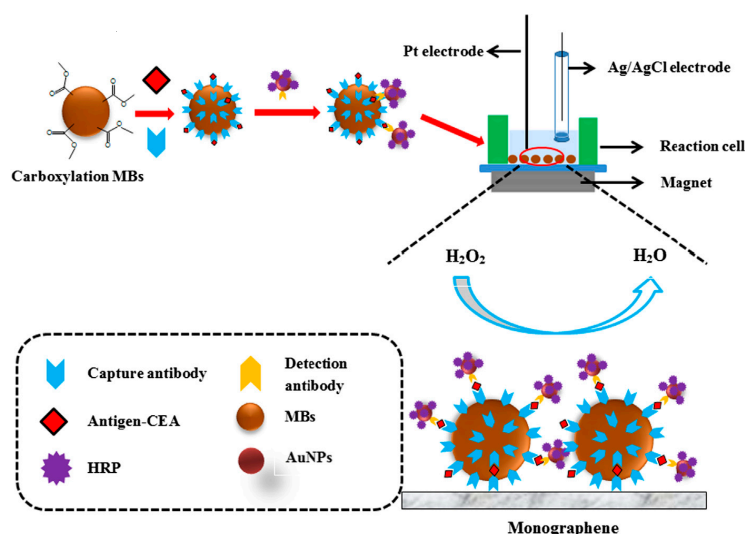 Pt electrode
Ag/AgCl electrode
Carboxylation MBs
Reaction cell
Magnet
H₂O₂
H₂O
Capture antibody
Detection
antibody
Antigen-CEA
MBs
HRP
AuNPs
Monographene